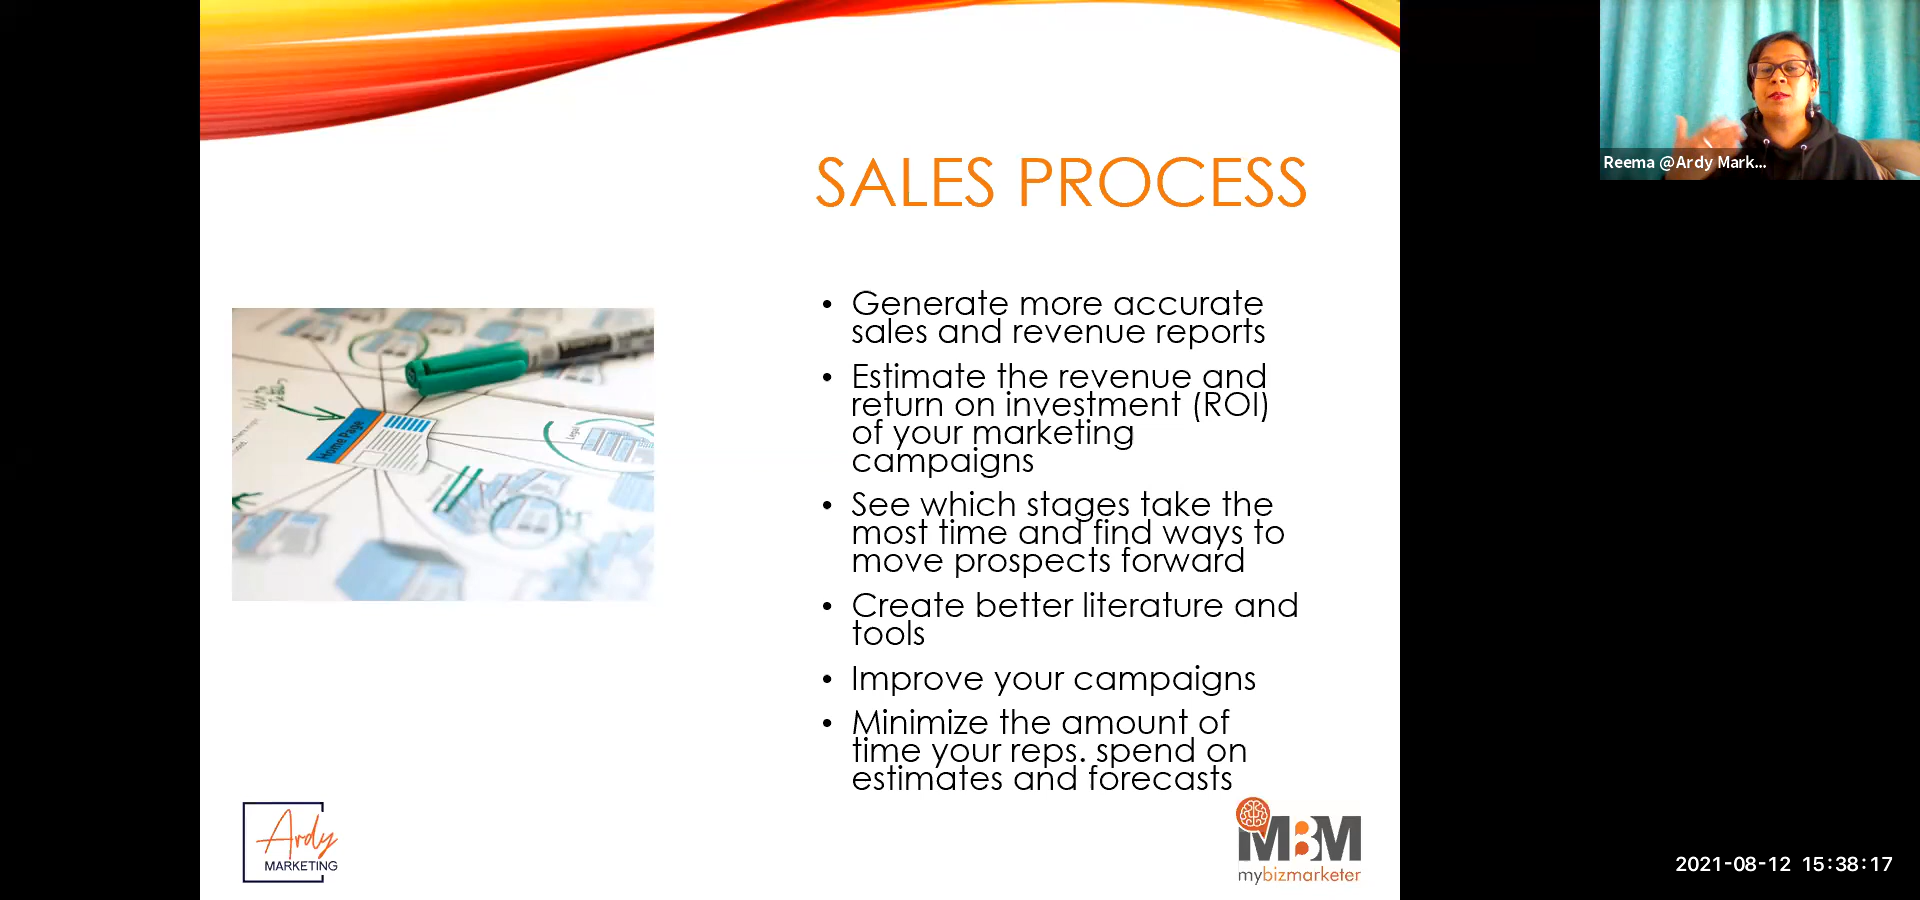 SALES PROCESS
• Generate more accurate
sales and revenue reports
• Estimate the revenue and
return on investment (ROI)
of your marketing
campaigns
• See which stages take the
most time and find ways to
move prospects forward
• Create better literature and
tools
• Improve your campaigns
• Minimize the amount of
time your reps. spend on
estimates and forecasts
Home Page
Legal
Ardy
MARKETING
MBM
mybizmarketer
Reema @Ardy Mark...
2021-08-12 15:38:17